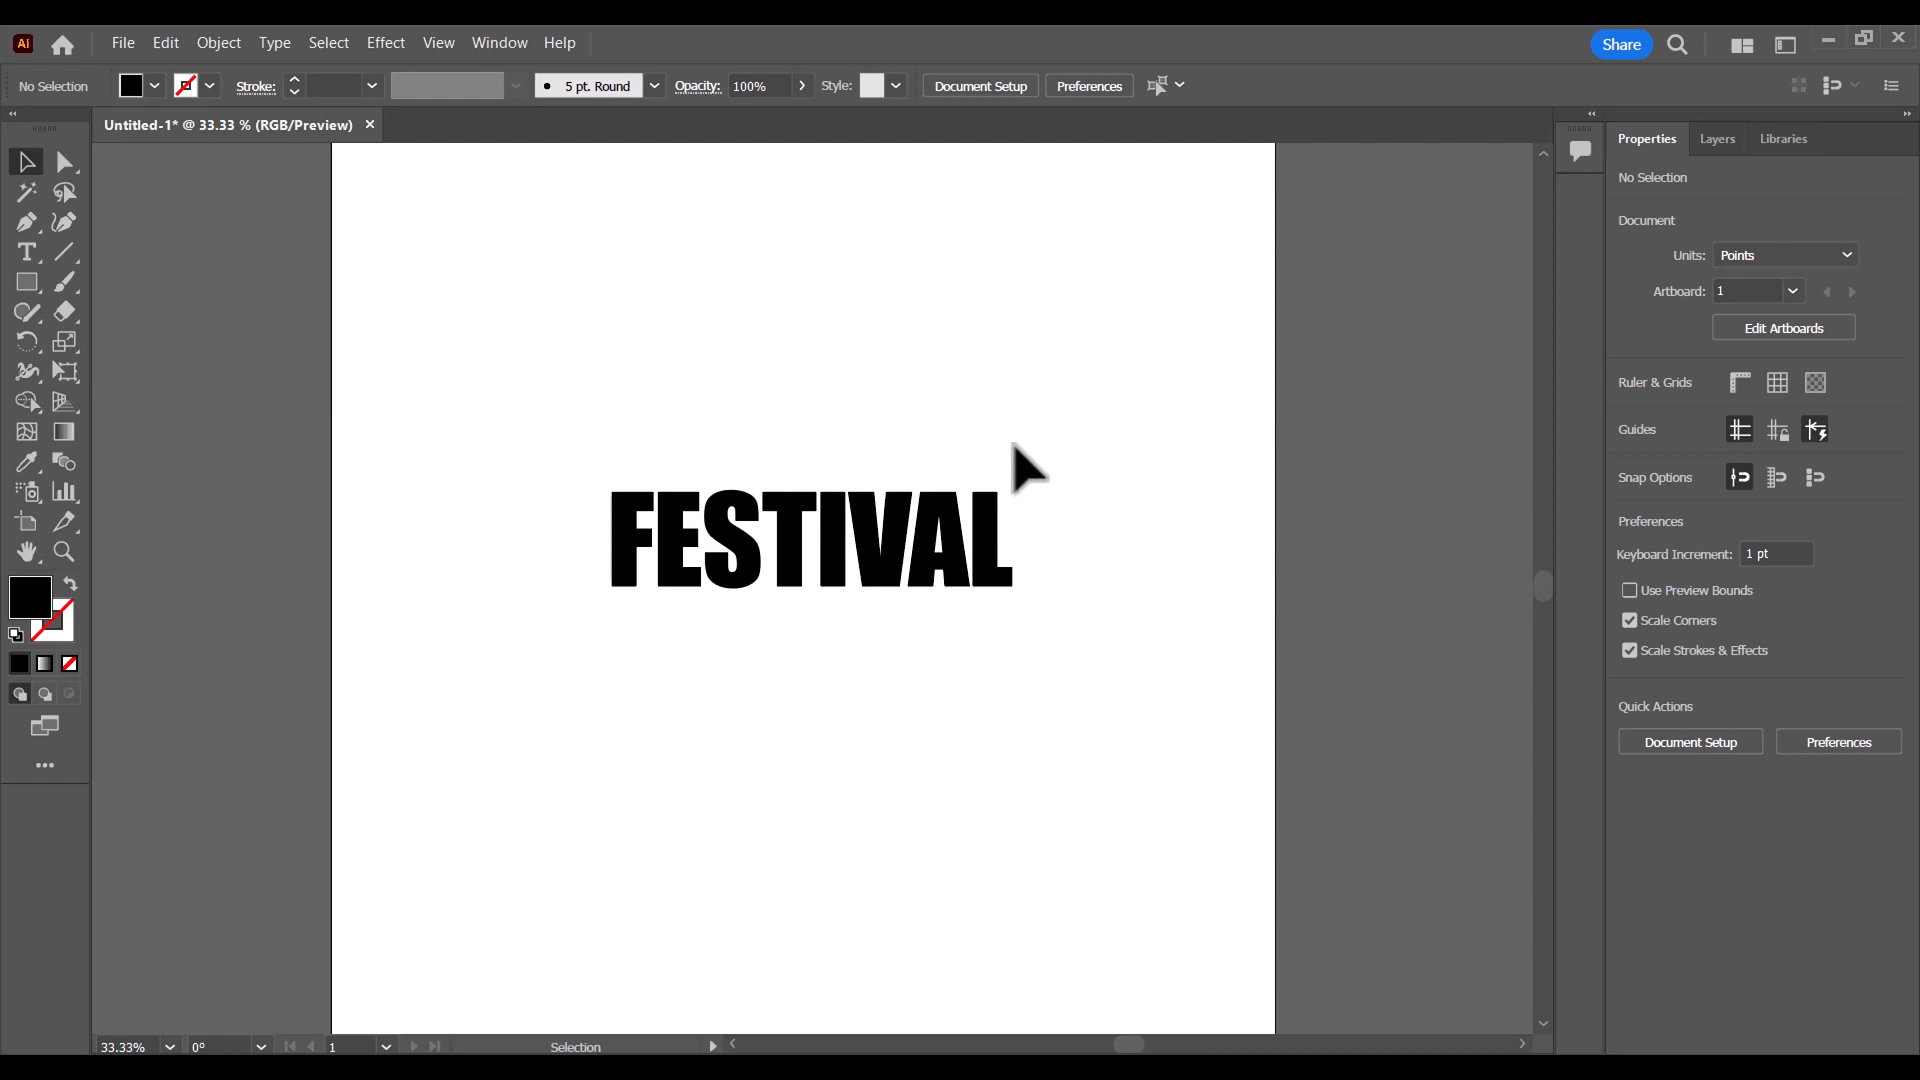 Ai File Edit Object Type Select Effect View Window Help Share
No Selection Stroke: 5 pt. Round Opacity: 100% Style: Document Setup Preferences
Untitled-1* @ 33.33 % (RGB/Preview) ×
Properties Layers Libraries
No Selection
Document
Units: Points
Artboard: 1
Edit Artboards
Ruler & Grids
Guides
Snap Options
Preferences
Keyboard Increment: 1 pt
Use Preview Bounds
Scale Corners
Scale Strokes & Effects
Quick Actions
Document Setup Preferences
FESTIVAL
33.33% 0° 1 Selection